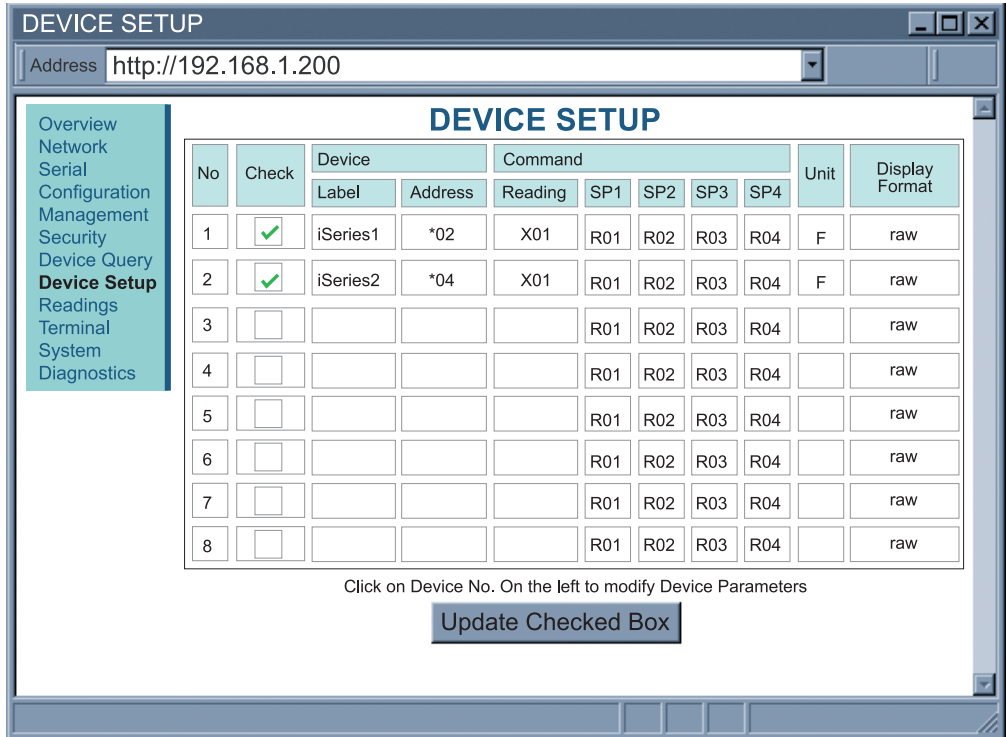 DEVICE SETUP
Address http://192.168.1.200
Overview
Network
Serial
Configuration
Management
Security
Device Query
Device Setup
Readings
Terminal
System
Diagnostics
DEVICE SETUP
No Check Device Command Unit Display Format
Label Address Reading SP1 SP2 SP3 SP4
1 iSeries1 *02 X01 R01 R02 R03 R04 F raw
2 iSeries2 *04 X01 R01 R02 R03 R04 F raw
3 R01 R02 R03 R04 raw
4 R01 R02 R03 R04 raw
5 R01 R02 R03 R04 raw
6 R01 R02 R03 R04 raw
7 R01 R02 R03 R04 raw
8 R01 R02 R03 R04 raw
Click on Device No. On the left to modify Device Parameters
Update Checked Box